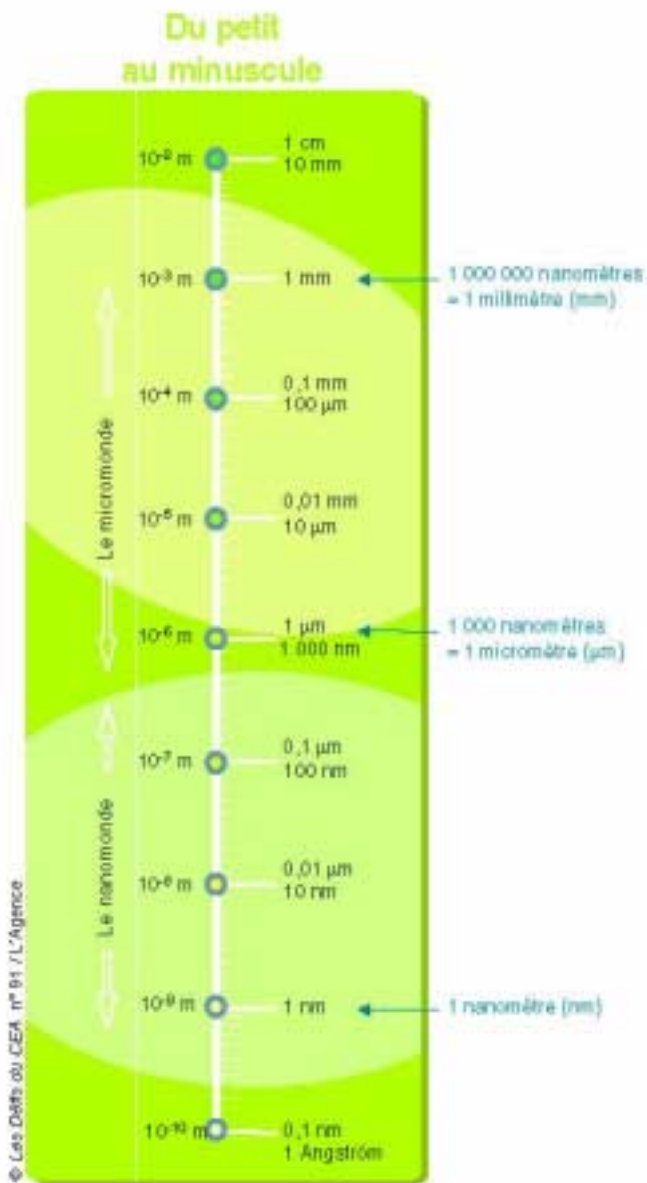 Du petit
au minuscule
10⁻² m
1 cm
10 mm
10⁻³ m
1 mm
1 000 000 nanomètres
= 1 millimètre (mm)
10⁻⁴ m
0,1 mm
100 µm
Le micromonde
10⁻⁵ m
0,01 mm
10 µm
10⁻⁶ m
1 µm
1 000 nm
1 000 nanomètres
= 1 micromètre (µm)
10⁻⁷ m
0,1 µm
100 nm
Le nanomonde
10⁻⁸ m
0,01 µm
10 nm
10⁻⁹ m
1 nm
1 nanomètre (nm)
10⁻¹⁰ m
0,1 nm
1 Angström
© Les Défis du CEA n° 91 / L'Agence